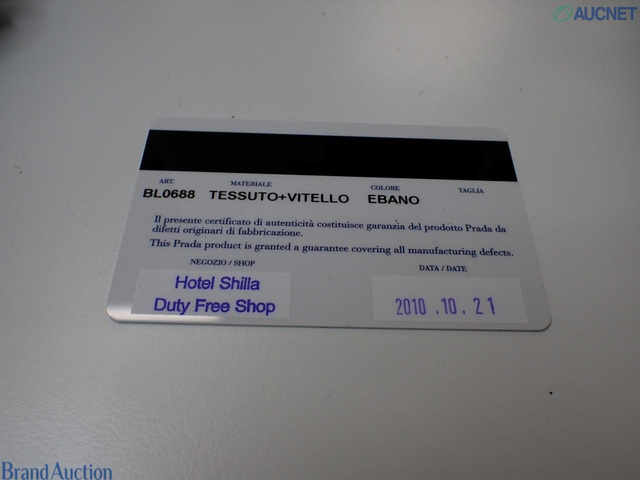 AUCNET
ART. MATERIALE COLORE TAGLIA
BL0688 TESSUTO+VITELLO EBANO
Il presente certificato di autenticità costituisce garanzia del prodotto Prada da
difetti originari di fabbricazione.
This Prada product is granted a guarantee covering all manufacturing defects.
NEGOZIO / SHOP DATA / DATE
Hotel Shilla
Duty Free Shop 2010 .10. 21
Brand Auction